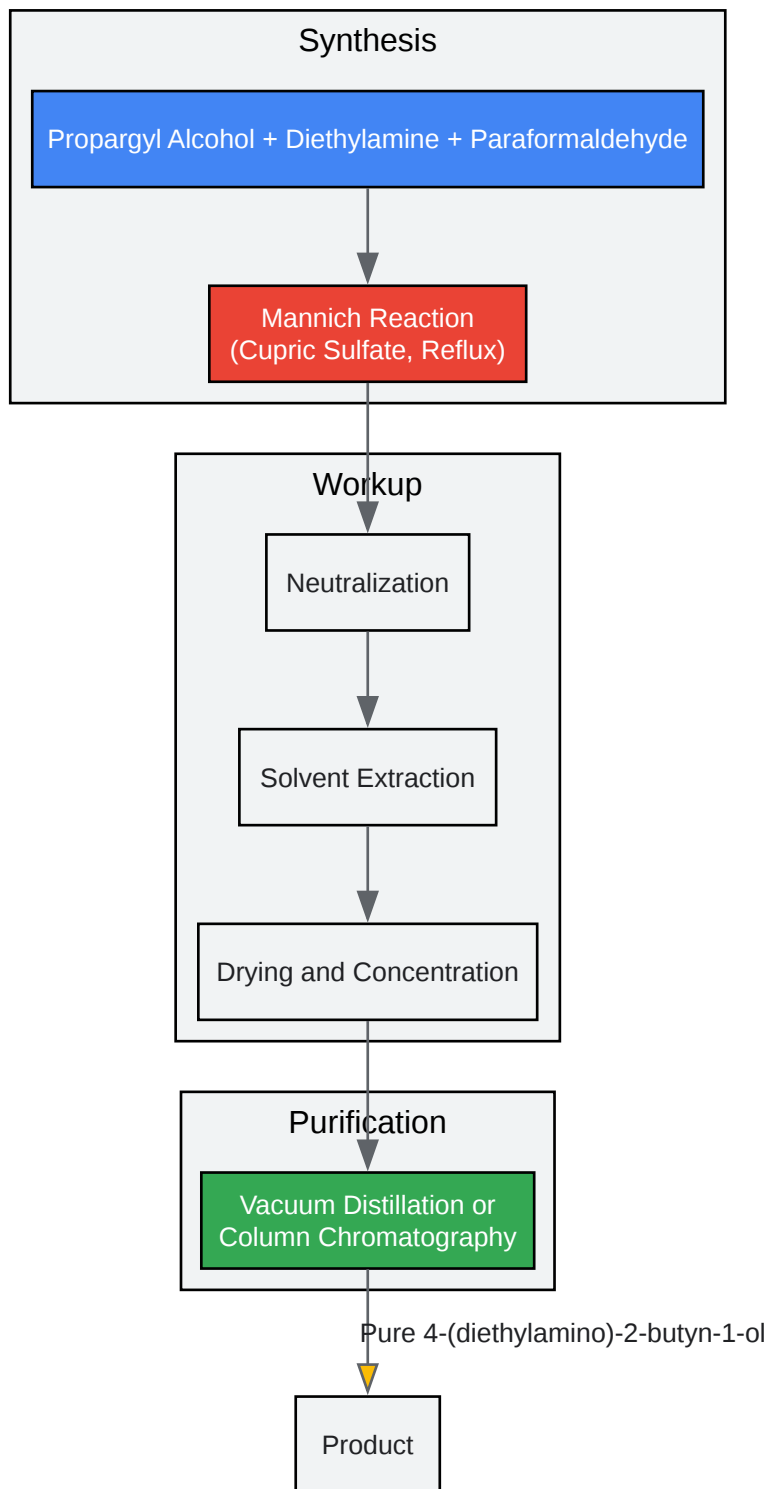 Synthesis
Propargyl Alcohol + Diethylamine + Paraformaldehyde
Mannich Reaction
(Cupric Sulfate, Reflux)
Workup
Neutralization
Solvent Extraction
Drying and Concentration
Purification
Vacuum Distillation or
Column Chromatography
Pure 4-(diethylamino)-2-butyn-1-ol
Product